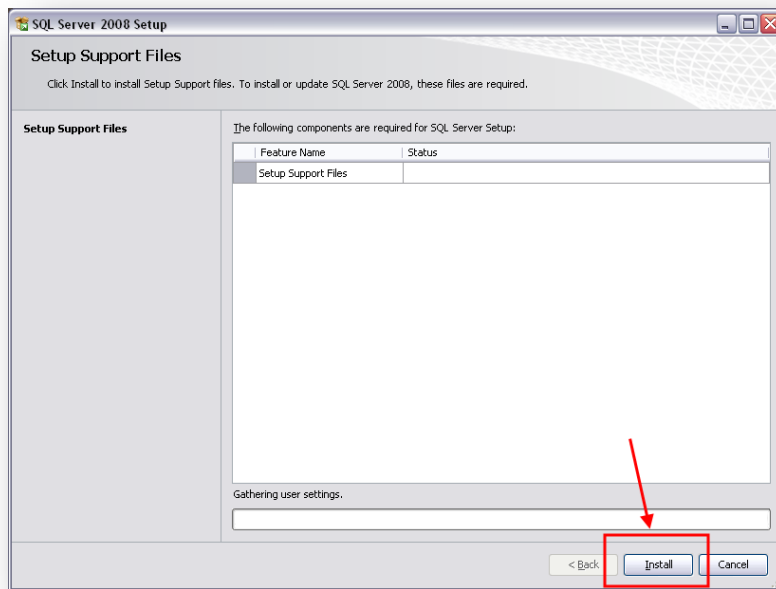 SQL Server 2008 Setup
Setup Support Files
Click Install to install Setup Support files. To install or update SQL Server 2008, these files are required.
Setup Support Files
The following components are required for SQL Server Setup:
Feature Name Status
Setup Support Files
Gathering user settings.
< Back Install Cancel